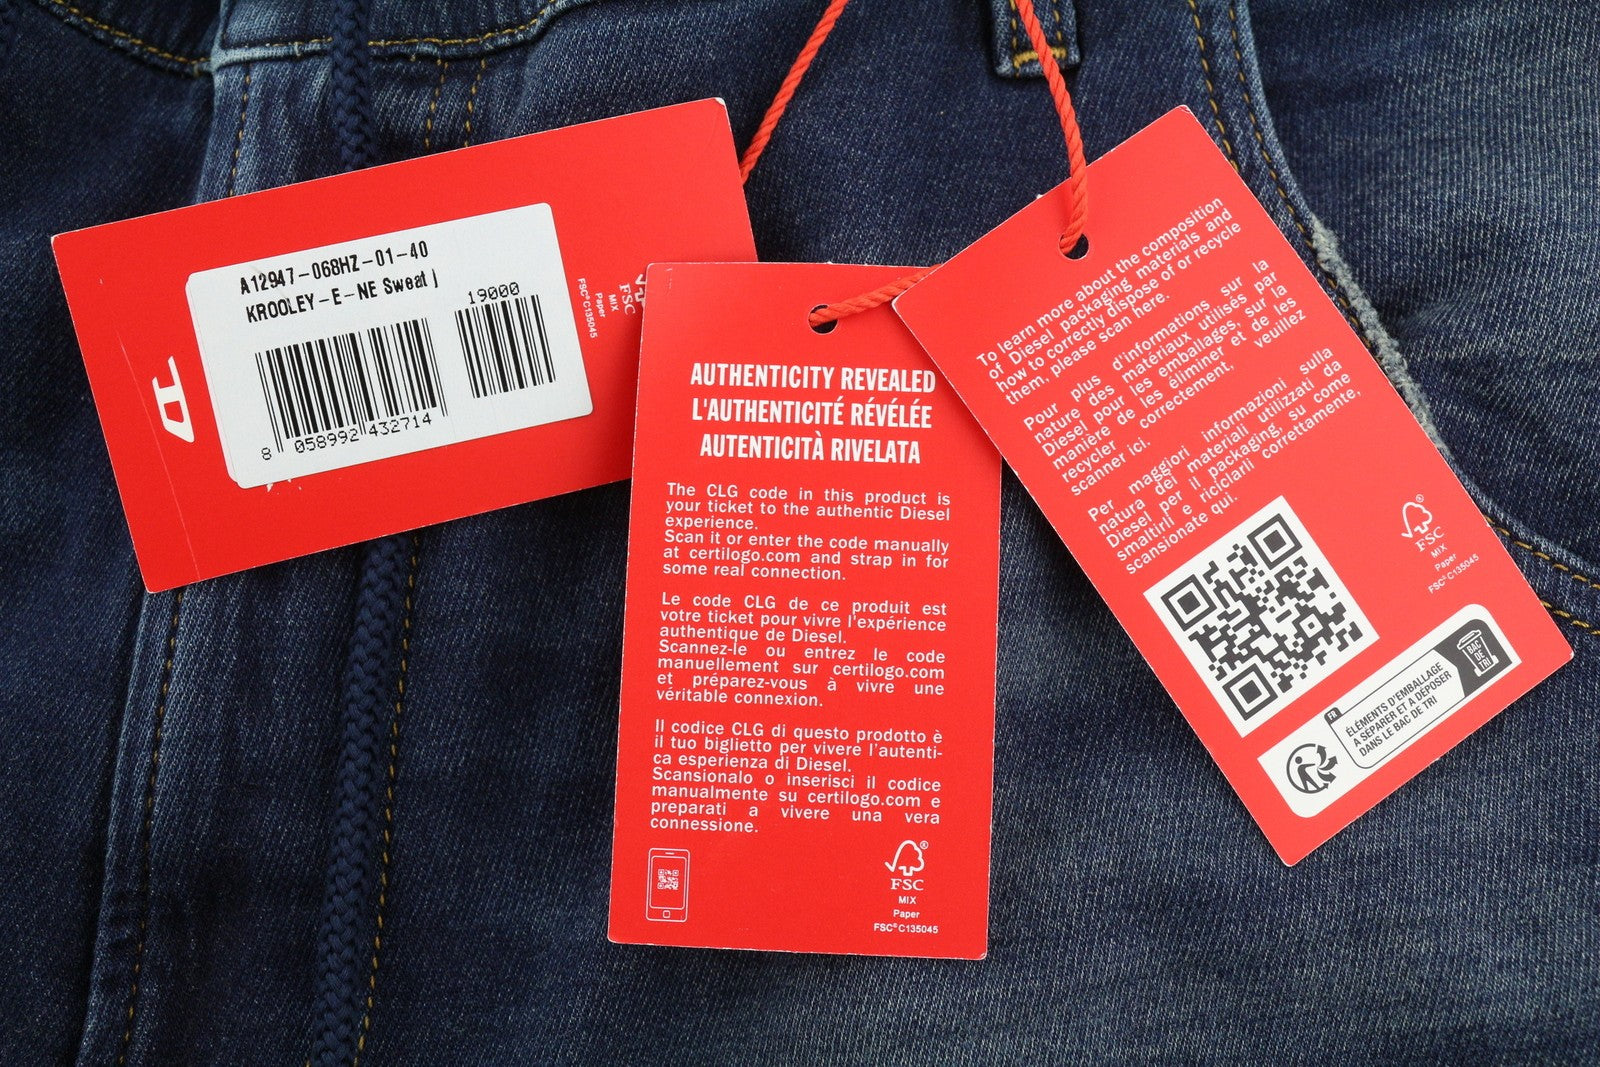 A12947-068HZ-01-40
KROOLEY-E-NE Sweat j
19000
8 058992 432714
FSC
MIX
Paper
FSC® C135045
AUTHENTICITY REVEALED
L'AUTHENTICITÉ RÉVÉLÉE
AUTENTICITÀ RIVELATA
The CLG code in this product is
your ticket to the authentic Diesel
experience.
Scan it or enter the code manually
at certilogo.com and strap in for
some real connection.
Le code CLG de ce produit est
votre ticket pour vivre l'expérience
authentique de Diesel.
Scannez-le ou entrez le code
manuellement sur certilogo.com
et préparez-vous à vivre une
véritable connexion.
Il codice CLG di questo prodotto è
il tuo biglietto per vivere l'autenti-
ca esperienza di Diesel.
Scansionalo o inserisci il codice
manualmente su certilogo.com e
preparati a vivere una vera
connessione.
FSC®
MIX
Paper
FSC® C135045
To learn more about the composition
of Diesel packaging materials and
how to correctly dispose of or recycle
them, please scan here.
Pour plus d'informations sur la
nature des matériaux utilisés par
Diesel pour les emballages, sur la
manière de les éliminer et de les
recycler correctement, veuillez
scanner ici.
Per maggiori informazioni sulla
natura dei materiali utilizzati da
Diesel per il packaging, su come
smaltirli e riciclarli correttamente,
scansionate qui.
FSC®
MIX
Paper
FSC® C135045
FR
ÉLÉMENTS D'EMBALLAGE
A SÉPARER ET A DÉPOSER
DANS LE BAC DE TRI
BAC
DE
TRI